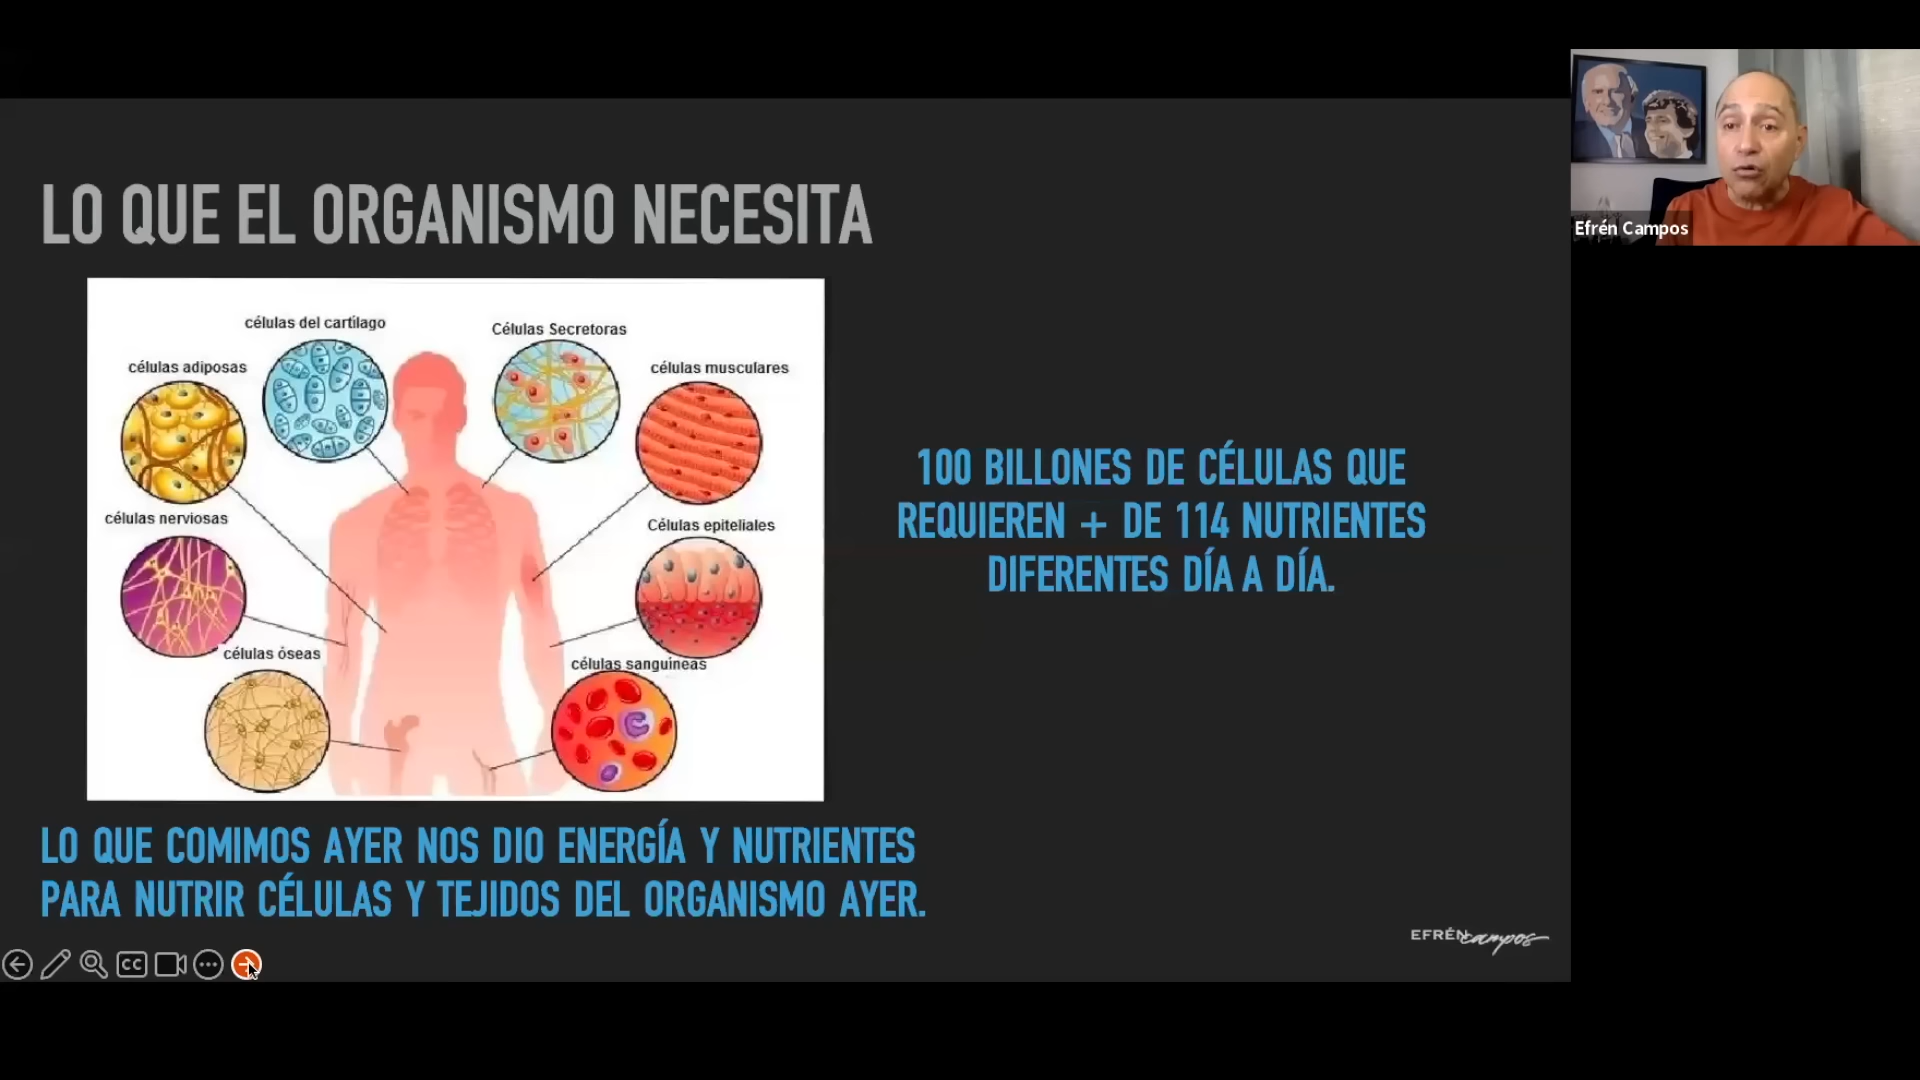 LO QUE EL ORGANISMO NECESITA
células del cartílago
Células Secretoras
células adiposas
células musculares
células nerviosas
Células epiteliales
células óseas
células sanguíneas
100 BILLONES DE CÉLULAS QUE
REQUIEREN + DE 114 NUTRIENTES
DIFERENTES DÍA A DÍA.
LO QUE COMIMOS AYER NOS DIO ENERGÍA Y NUTRIENTES
PARA NUTRIR CÉLULAS Y TEJIDOS DEL ORGANISMO AYER.
EFRÉN campos
CC
Efrén Campos